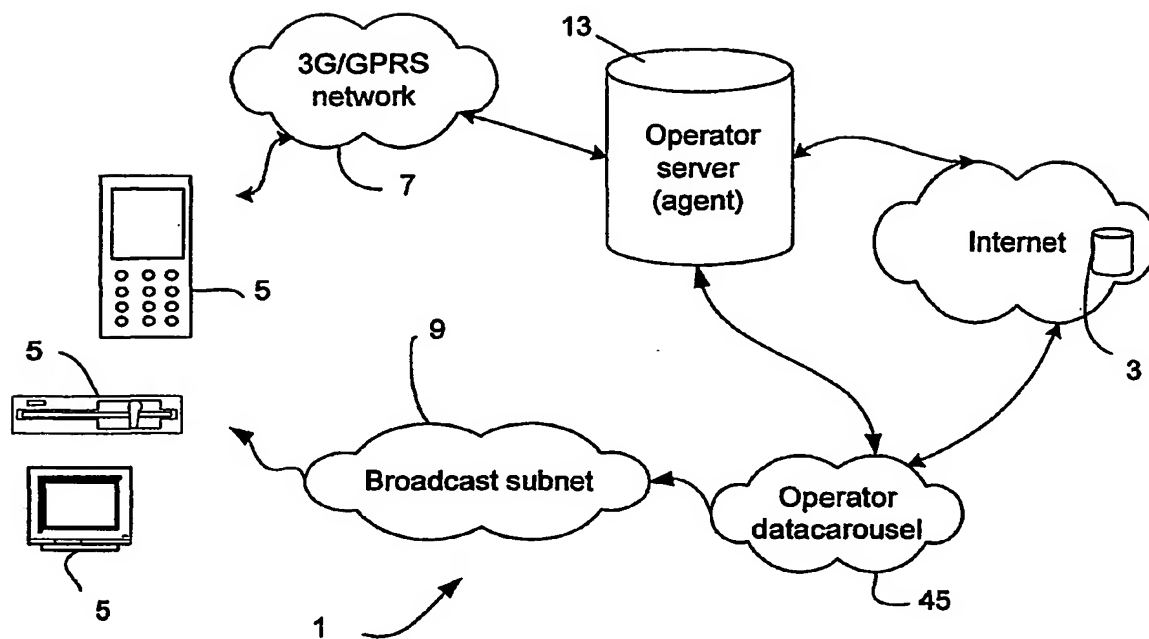 13
3G/GPRS
network
Operator
server
(agent)
7
Internet
5
3
9
5
Broadcast subnet
Operator
datacarousel
5
45
1